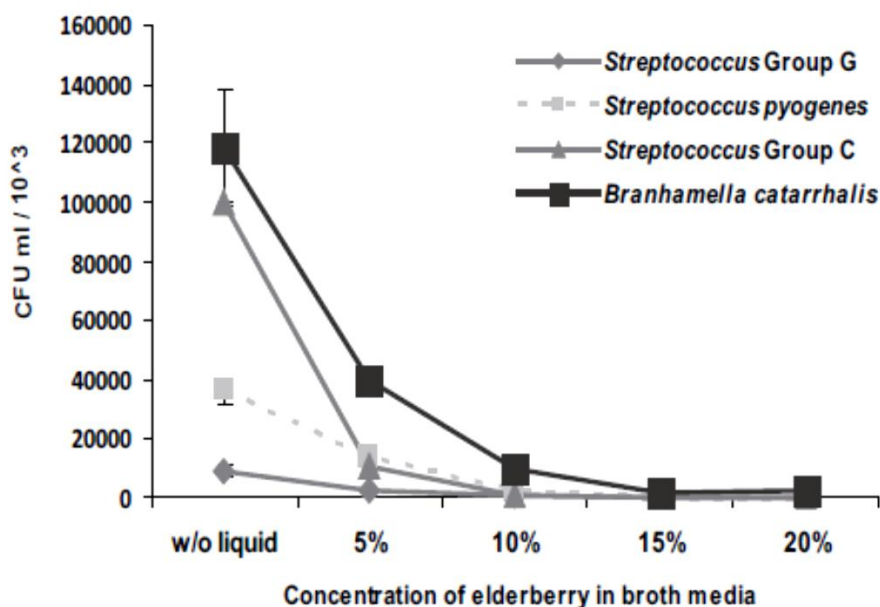 160000
140000
120000
100000
80000
60000
40000
20000
0
CFU ml / 10^3
Streptococcus Group G
Streptococcus pyogenes
Streptococcus Group C
Branhamella catarrhalis
w/o liquid 5% 10% 15% 20%
Concentration of elderberry in broth media